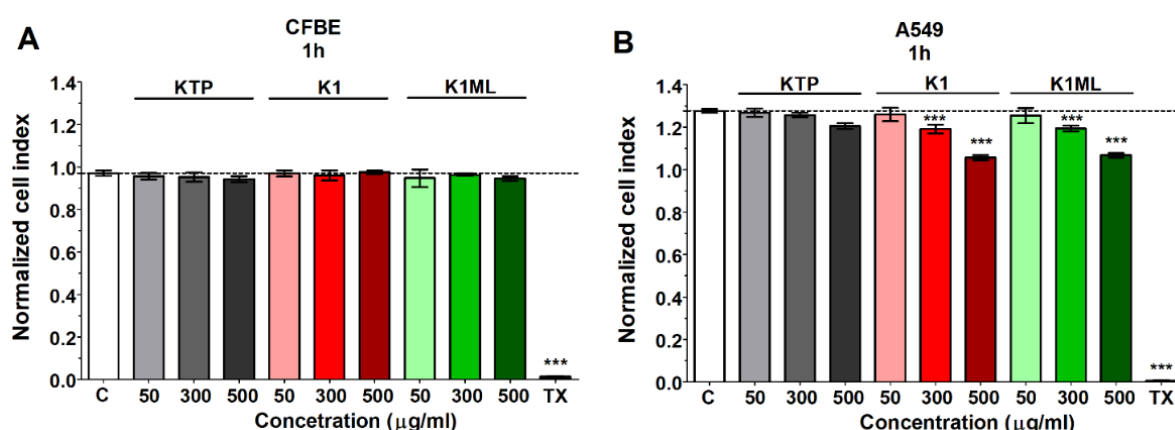 A
CFBE
1h
KTP K1 K1ML
Normalized cell index
1.4
1.2
1.0
0.8
0.6
0.4
0.2
0.0
***
C 50 300 500 50 300 500 50 300 500 TX
Concetration (μg/ml)
B
A549
1h
KTP K1 K1ML
Normalized cell index
1.4
1.2
1.0
0.8
0.6
0.4
0.2
0.0
*** *** *** *** ***
C 50 300 500 50 300 500 50 300 500 TX
Concentration (μg/ml)